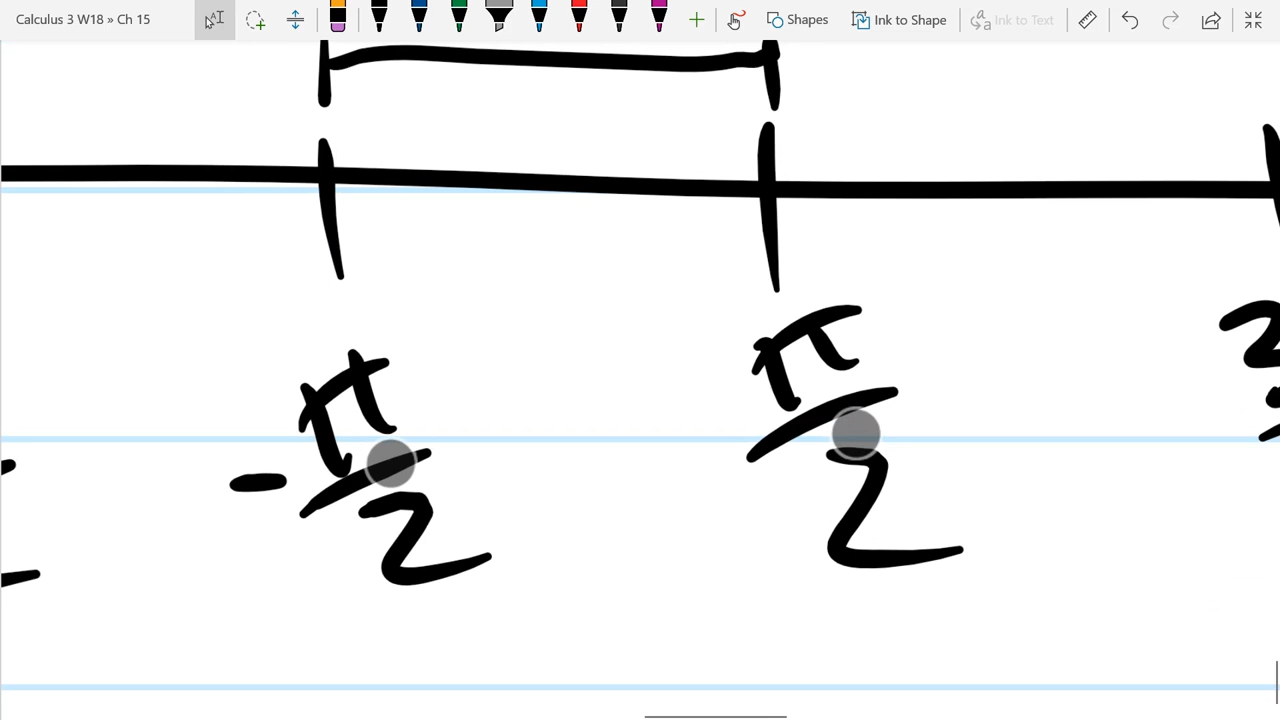 Calculus 3 W18 » Ch 15
Shapes
Ink to Shape
Ink to Text
-π/2
π/2